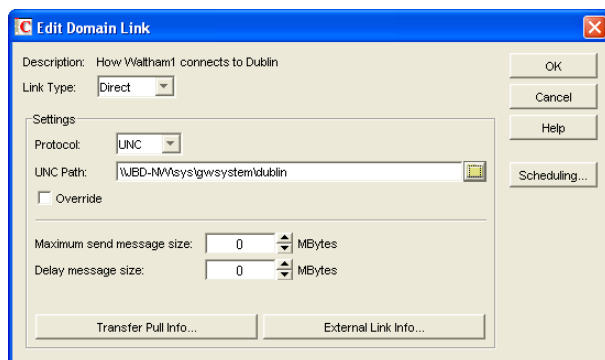 Edit Domain Link
Description: How Waltham1 connects to Dublin
Link Type: Direct
Settings
Protocol: UNC
UNC Path: \\JBD-NW\sys\gwsystem\dublin
Override
Maximum send message size: 0 MBytes
Delay message size: 0 MBytes
Transfer Pull Info... External Link Info...
OK
Cancel
Help
Scheduling...